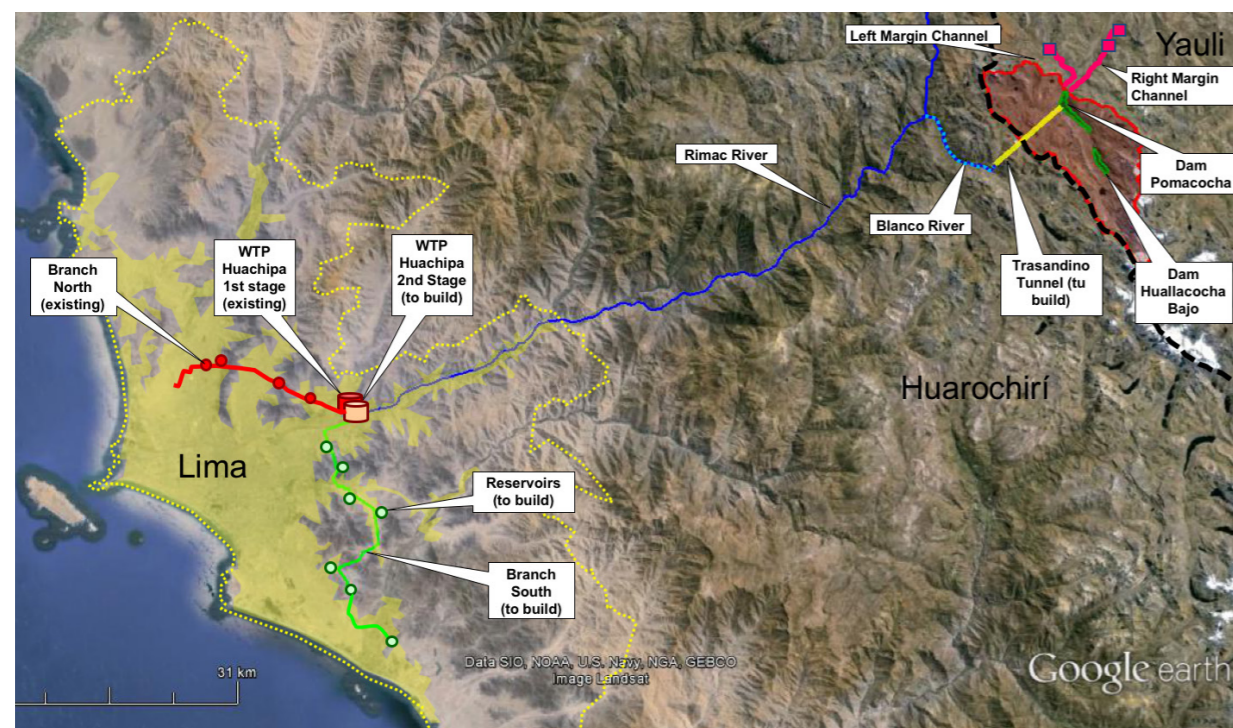 Left Margin Channel
Yauli
Right Margin
Channel
Rimac River
Dam
Pomacocha
Blanco River
WTP
Huachipa
1st stage
(existing)
WTP
Huachipa
2nd Stage
(to build)
Branch
North
(existing)
Trasandino
Tunnel (tu
build)
Dam
Huallacocha
Bajo
Huarochirí
Lima
Reservoirs
(to build)
Branch
South
(to build)
Data SIO, NOAA, U.S. Navy, NGA, GEBCO
Image Landsat
31 km
Google earth